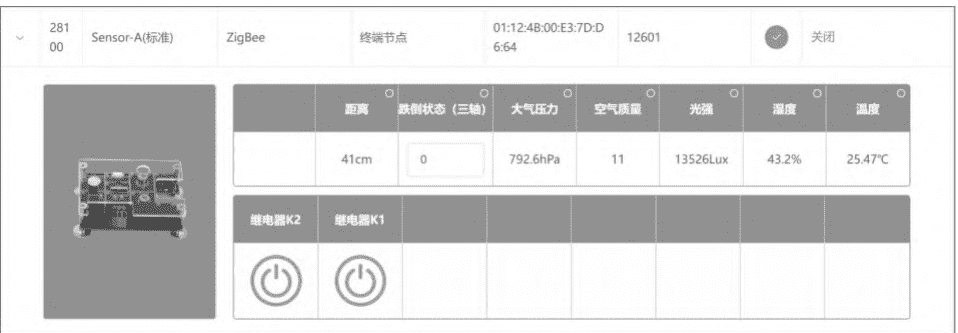 28100 Sensor-A(标准) ZigBee 终端节点 01:12:4B:00:E3:7D:D6:64 12601 关闭
距离 跌倒状态（三轴） 大气压力 空气质量 光强 湿度 温度
41cm 0 792.6hPa 11 13526Lux 43.2% 25.47℃
继电器K2 继电器K1